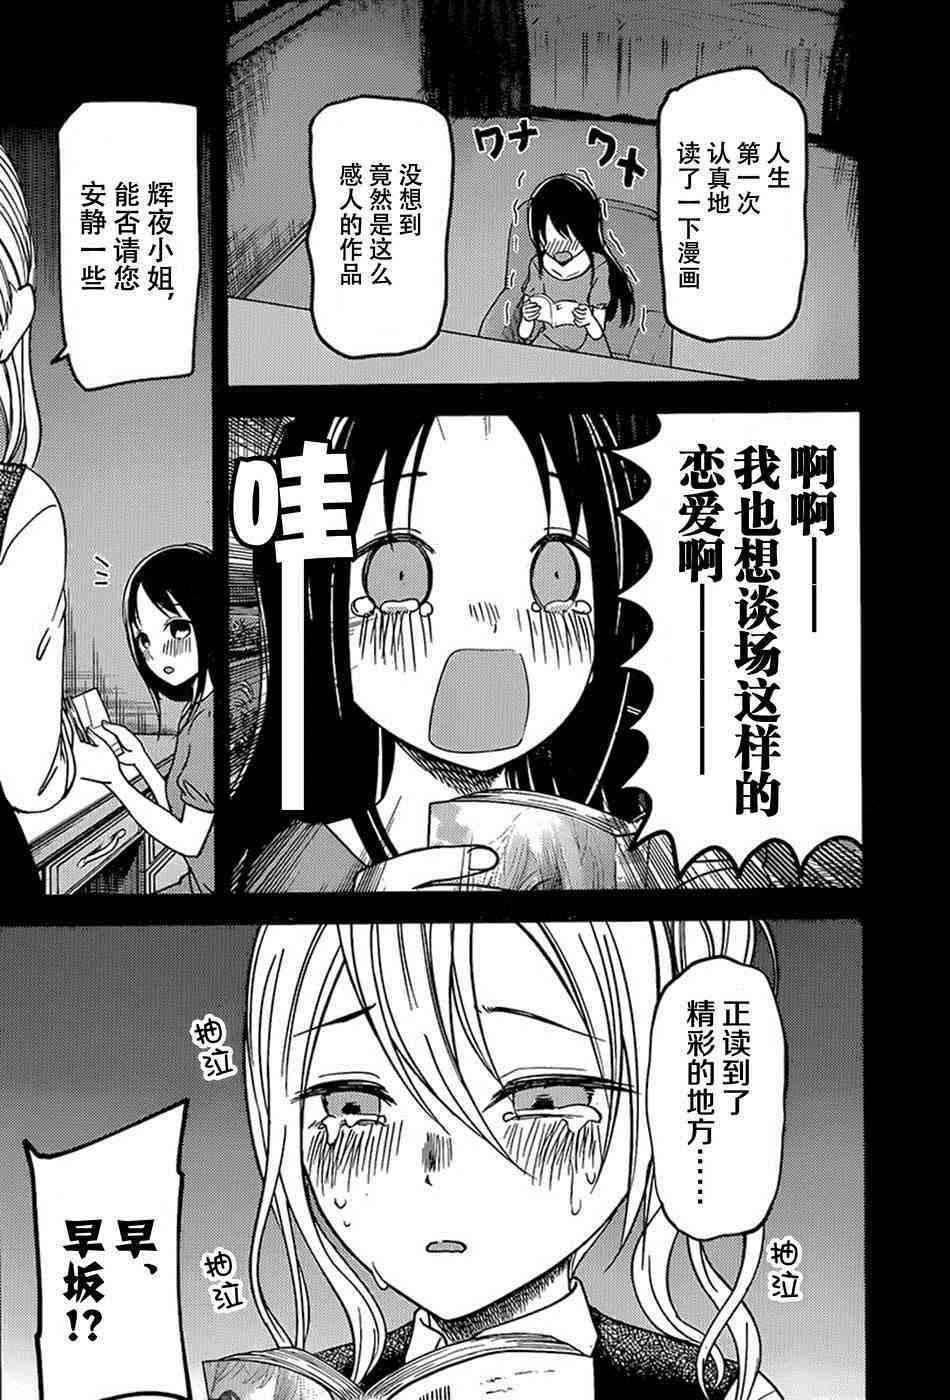 人生
第一次
认真地
读了一下漫画
ワナ
ワナ
没想到
竟然是这么
感人的作品
啊啊——
我也想谈场这样的
恋爱啊———
哇——
辉夜小姐,
能否请您
安静一些
正读到了
精彩的地方……
抽泣
抽泣
抽泣
早、
早坂!?